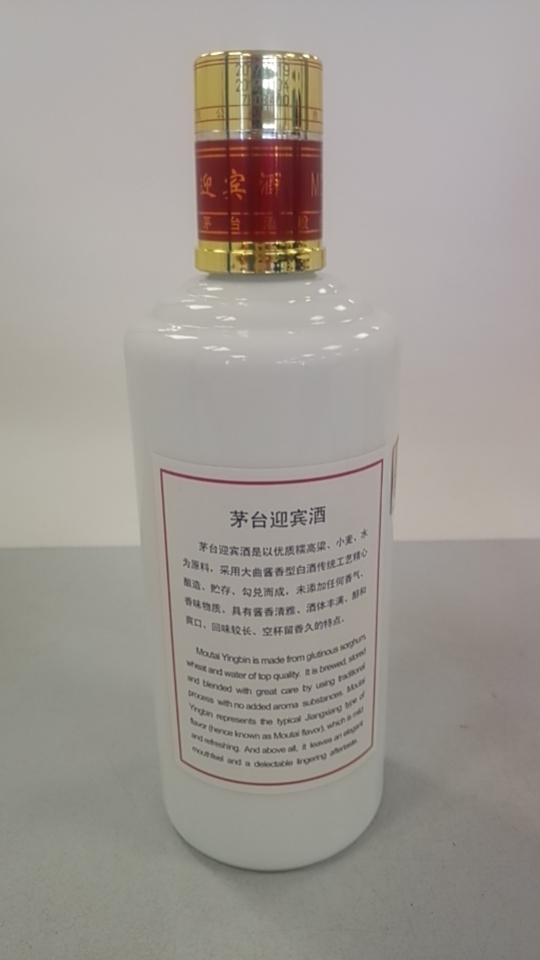 迎宾酒 M
茅台酒股
茅台迎宾酒
茅台迎宾酒是以优质糯高粱、小麦、水
为原料，采用大曲酱香型白酒传统工艺精心
酿造、贮存、勾兑而成，未添加任何香气、
香味物质、具有酱香清雅、酒体丰满、醇和
爽口、回味较长、空杯留香久的特点。
Moutai Yingbin is made from glutinous sorghum,
wheat and water of top quality. It is brewed, stored
and blended with great care by using traditional
process with no added aroma substances. Moutai
Yingbin represents the typical Jiangxiang type of
flavor (hence known as Moutai flavor), which is mild
and refreshing. And above all, it leaves an elegant
mouthfeel and a delectable lingering aftertaste.